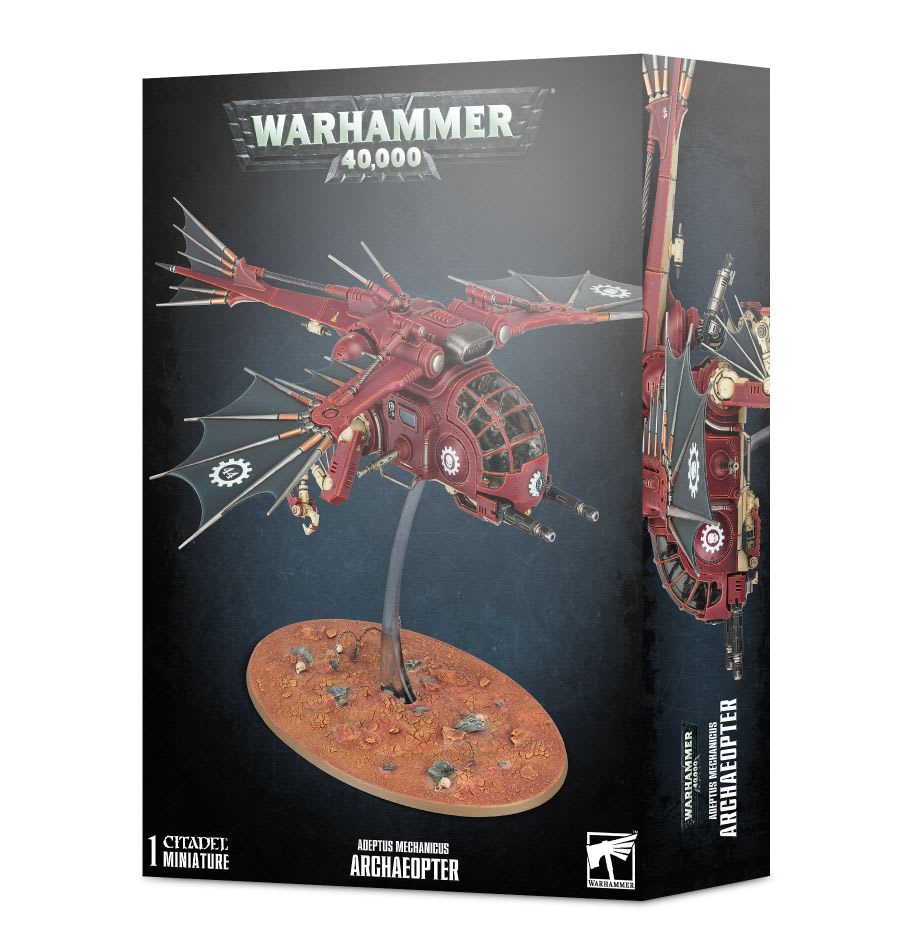 WARHAMMER
40,000
1 CITADEL
MINIATURE
ADEPTUS MECHANICUS
ARCHAEOPTER
WARHAMMER
WARHAMMER
40,000
ADEPTUS MECHANICUS
ARCHAEOPTER